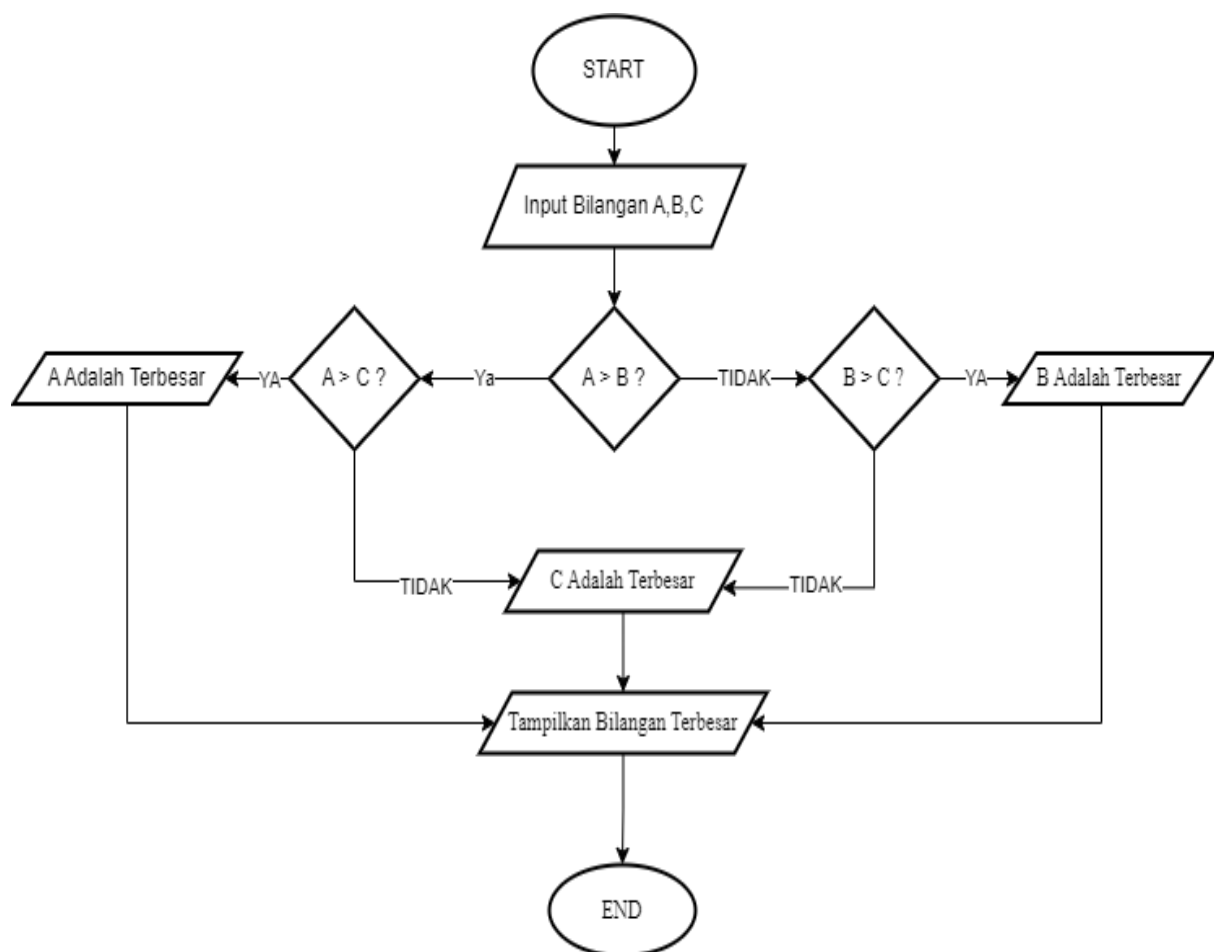 START
Input Bilangan A,B,C
A Adalah Terbesar
YA
A > C ?
Ya
A > B ?
TIDAK
B > C ?
YA
B Adalah Terbesar
TIDAK
C Adalah Terbesar
TIDAK
Tampilkan Bilangan Terbesar
END